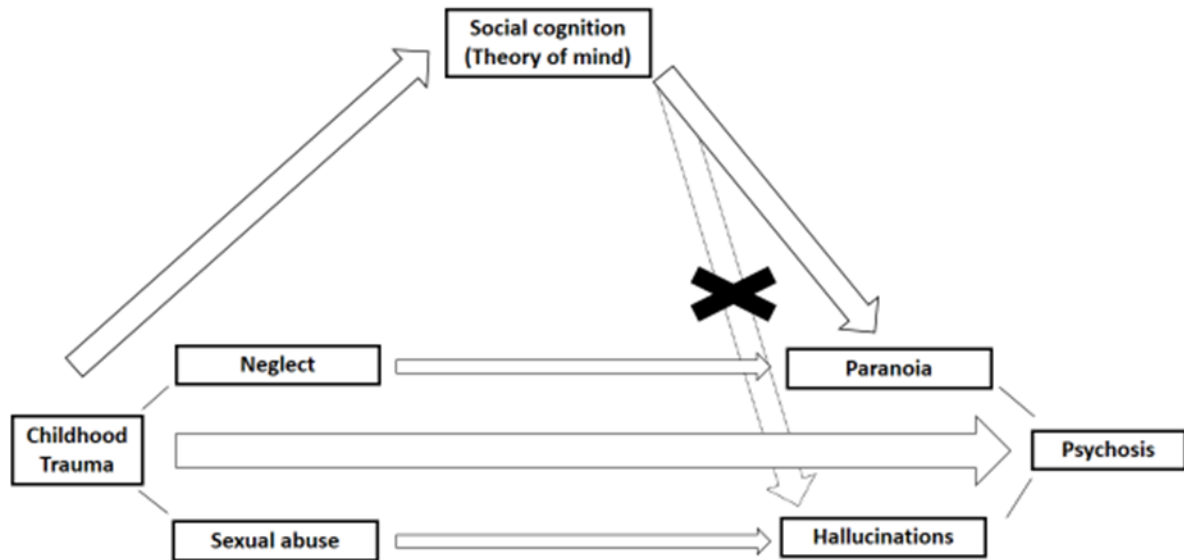 Social cognition
(Theory of mind)
Neglect
Paranoia
Childhood
Trauma
Psychosis
Sexual abuse
Hallucinations